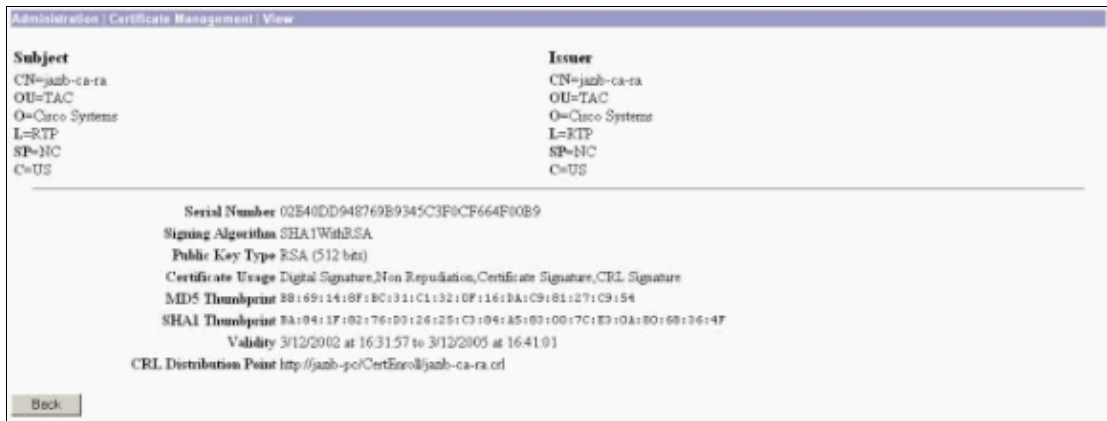 Administration | Certificate Management | View
Subject
CN=jazib-ca-ra
OU=TAC
O=Cisco Systems
L=RTP
SP=NC
C=US
Issuer
CN=jazib-ca-ra
OU=TAC
O=Cisco Systems
L=RTP
SP=NC
C=US
Serial Number 02E40DD948769B9345C3F0CF664F00B9
Signing Algorithm SHA1WithRSA
Public Key Type RSA (512 bits)
Certificate Usage Digital Signature,Non Repudiation,Certificate Signature,CRL Signature
MD5 Thumbprint
SHA1 Thumbprint
Validity 3/12/2002 at 16:31:57 to 3/12/2005 at 16:41:01
CRL Distribution Point http://jazib-pc/CertEnroll/jazib-ca-ra.crl
Back